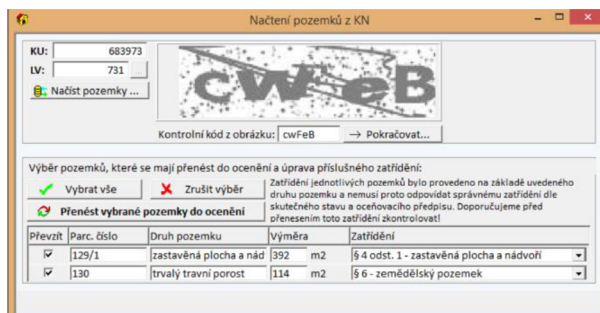 Načtení pozemků z KN
KU: 683973
LV: 731 ...
Načíst pozemky ...
cwFeB
Kontrolní kód z obrázku: cwFeB → Pokračovat...
Výběr pozemků, které se mají přenést do ocenění a úprava příslušného zatřídění:
Vybrat vše Zrušit výběr
Přenést vybrané pozemky do ocenění
Zatřídění jednotlivých pozemků bylo provedeno na základě uvedeného
druhu pozemku a nemusí proto odpovídat správnému zatřídění dle
skutečného stavu a oceňovacího předpisu. Doporučujeme před
přenesením toto zatřídění zkontrolovat!
Převzít Parc. číslo Druh pozemku Výměra Zatřídění
129/1 zastavěná plocha a nád 392 m2 § 4 odst. 1 - zastavěná plocha a nádvoří
130 trvalý travní porost 114 m2 § 6 - zemědělský pozemek